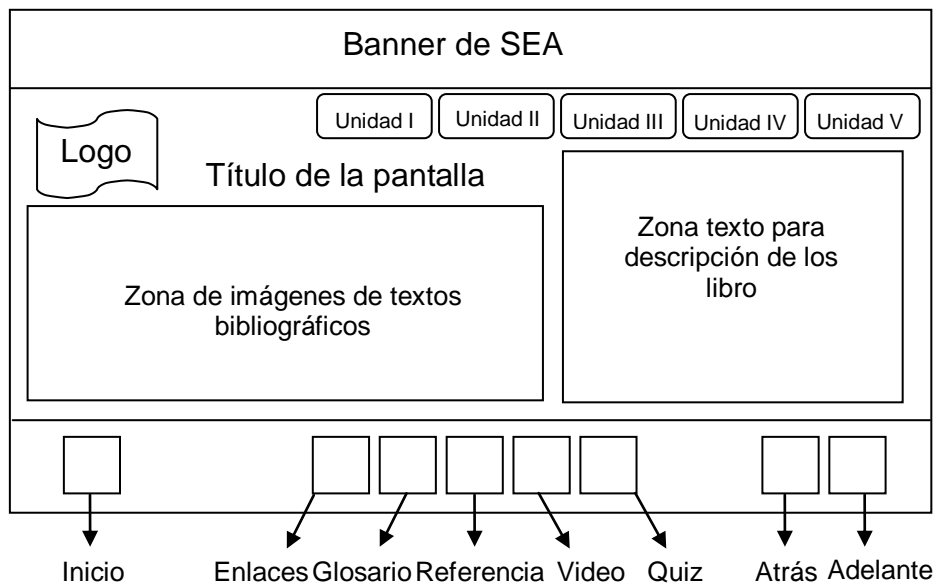 Banner de SEA
Unidad I
Unidad II
Unidad III
Unidad IV
Unidad V
Logo
Título de la pantalla
Zona texto para
descripción de los
libro
Zona de imágenes de textos
bibliográficos
Inicio
Enlaces
Glosario
Referencia
Video
Quiz
Atrás
Adelante